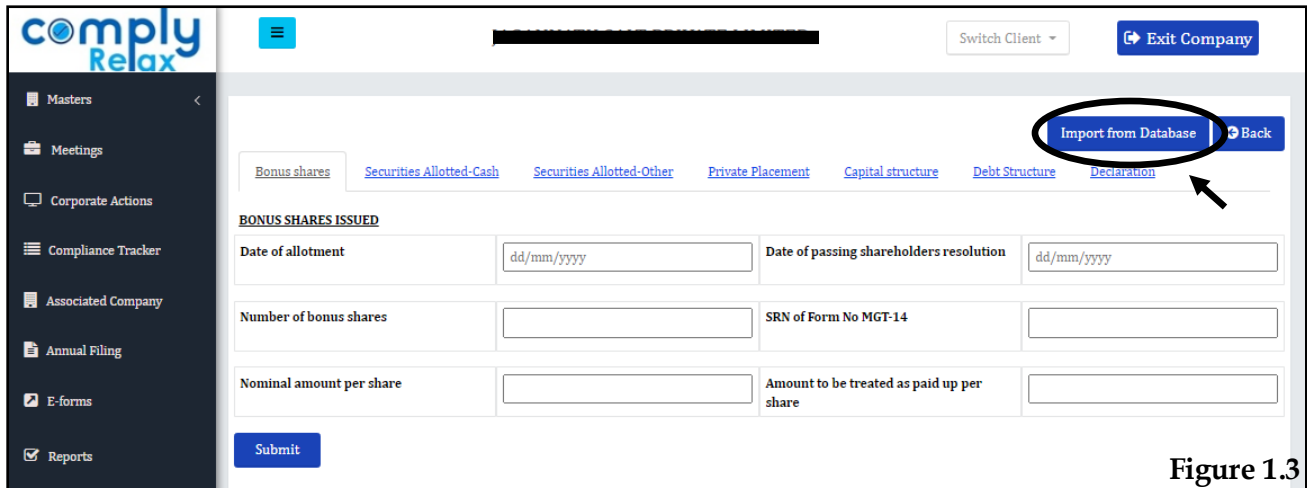 comply
Relax
Switch Client
Exit Company
Masters
Meetings
Corporate Actions
Compliance Tracker
Associated Company
Annual Filing
E-forms
Reports
Import from Database
Back
Bonus shares Securities Allotted-Cash Securities Allotted-Other Private Placement Capital structure Debt Structure Declaration
BONUS SHARES ISSUED
Date of allotment dd/mm/yyyy Date of passing shareholders resolution dd/mm/yyyy
Number of bonus shares SRN of Form No MGT-14
Nominal amount per share Amount to be treated as paid up per
share
Submit
Figure 1.3